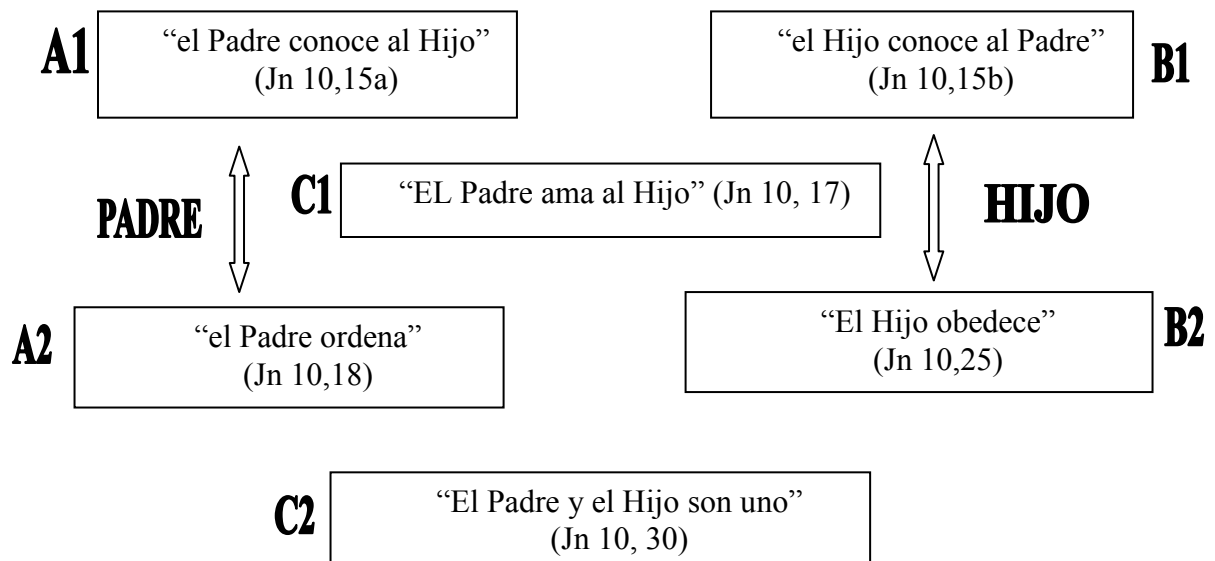 A1
“el Padre conoce al Hijo”
(Jn 10,15a)
“el Hijo conoce al Padre”
(Jn 10,15b)
B1
PADRE
C1
“EL Padre ama al Hijo” (Jn 10, 17)
HIJO
A2
“el Padre ordena”
(Jn 10,18)
“El Hijo obedece”
(Jn 10,25)
B2
C2
“El Padre y el Hijo son uno”
(Jn 10, 30)